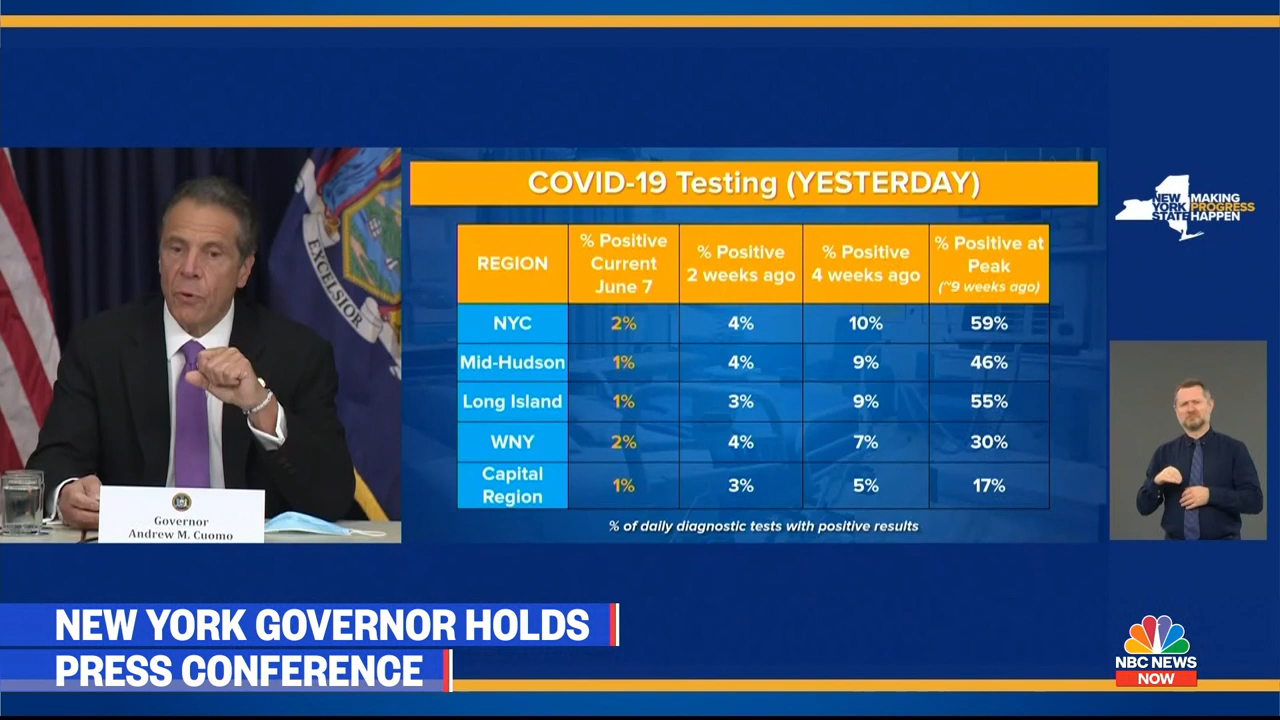 COVID-19 Testing (YESTERDAY)
REGION
% Positive
Current
June 7
% Positive
2 weeks ago
% Positive
4 weeks ago
% Positive at
Peak
(~9 weeks ago)
NYC
2%
4%
10%
59%
Mid-Hudson
1%
4%
9%
46%
Long Island
1%
3%
9%
55%
WNY
2%
4%
7%
30%
Capital
Region
1%
3%
5%
17%
% of daily diagnostic tests with positive results
EXCELSIOR
Governor
Andrew M. Cuomo
NEW
YORK
STATE
MAKING
PROGRESS
HAPPEN
NEW YORK GOVERNOR HOLDS
PRESS CONFERENCE
NBC NEWS
NOW